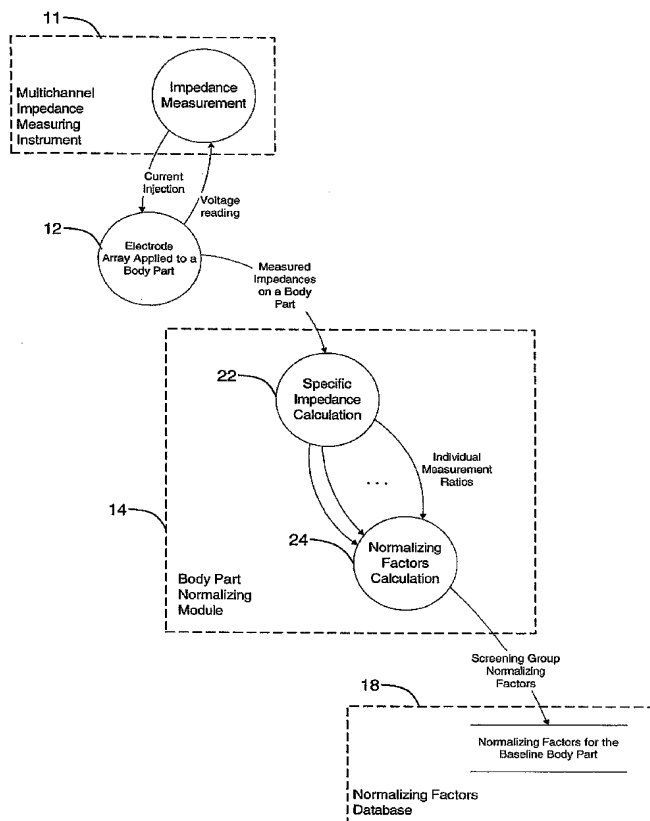 11
Multichannel
Impedance
Measuring
Instrument
Impedance
Measurement
Current
Injection
Voltage
reading
12
Electrode
Array Applied to a
Body Part
Measured
Impedances
on a Body
Part
22
Specific
Impedance
Calculation
Individual
Measurement
Ratios
. . .
14
24
Normalizing
Factors
Calculation
Body Part
Normalizing
Module
Screening Group
Normalizing
Factors
18
Normalizing Factors for the
Baseline Body Part
Normalizing Factors
Database